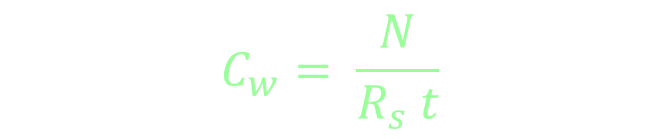 C_w = N / (R_s t)